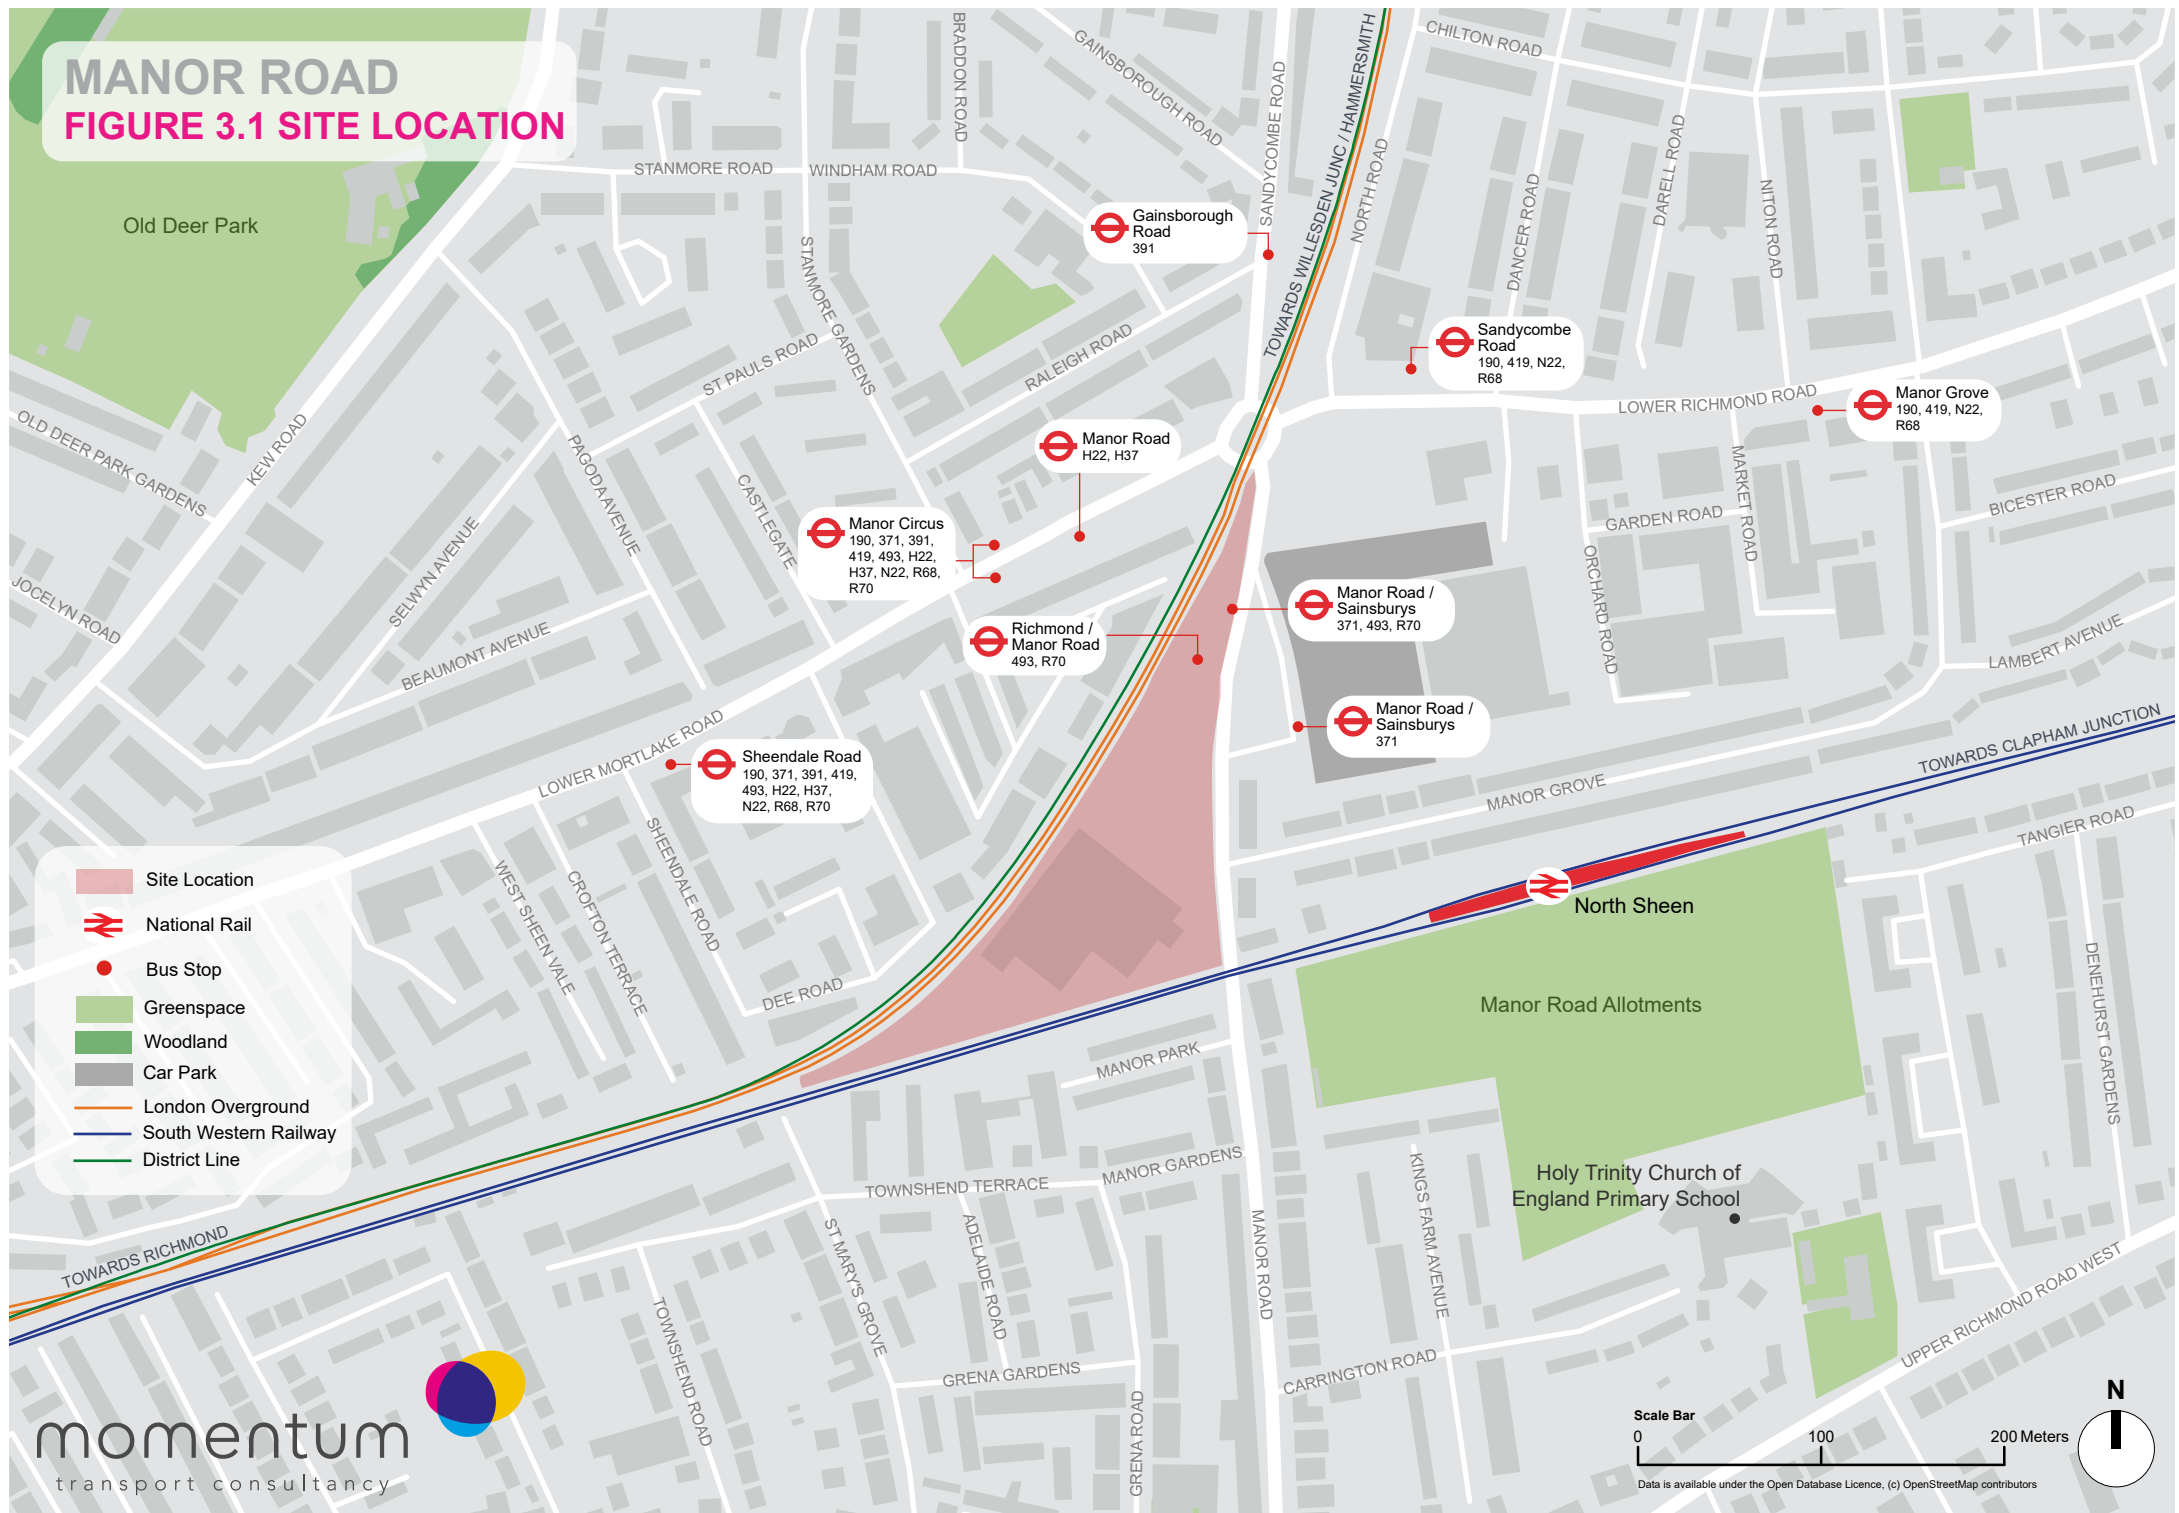 MANOR ROAD
FIGURE 3.1 SITE LOCATION
Old Deer Park
BRADDON ROAD
GAINSBOROUGH ROAD
SANDYCOMBE ROAD
TOWARDS WILLESDEN JUNC / HAMMERSMITH
CHILTON ROAD
NORTH ROAD
DANCER ROAD
DARELL ROAD
NITON ROAD
STANMORE ROAD
WINDHAM ROAD
STANMORE GARDENS
Gainsborough
Road
391
Sandycombe
Road
190, 419, N22,
R68
Manor Grove
190, 419, N22,
R68
LOWER RICHMOND ROAD
ST PAULS ROAD
RALEIGH ROAD
OLD DEER PARK GARDENS
KEW ROAD
PAGODA AVENUE
CASTLEGATE
Manor Road
H22, H37
Manor Circus
190, 371, 391,
419, 493, H22,
H37, N22, R68,
R70
MARKET ROAD
GARDEN ROAD
BICESTER ROAD
ORCHARD ROAD
LAMBERT AVENUE
JOCELYN ROAD
SELWYN AVENUE
BEAUMONT AVENUE
Richmond /
Manor Road
493, R70
Manor Road /
Sainsburys
371, 493, R70
Manor Road /
Sainsburys
371
LOWER MORTLAKE ROAD
Sheendale Road
190, 371, 391, 419,
493, H22, H37,
N22, R68, R70
TOWARDS CLAPHAM JUNCTION
MANOR GROVE
TANGIER ROAD
WEST SHEEN VALE
CROFTON TERRACE
SHEENDALE ROAD
DEE ROAD
North Sheen
Manor Road Allotments
DENEHURST GARDENS
Site Location
National Rail
Bus Stop
Greenspace
Woodland
Car Park
London Overground
South Western Railway
District Line
MANOR PARK
MANOR GARDENS
TOWNSHEND TERRACE
ADELAIDE ROAD
ST MARY'S GROVE
TOWNSHEND ROAD
TOWARDS RICHMOND
MANOR ROAD
KINGS FARM AVENUE
Holy Trinity Church of
England Primary School
UPPER RICHMOND ROAD WEST
GRENA GARDENS
GRENA ROAD
CARRINGTON ROAD
momentum
transport consultancy
Scale Bar
0 100 200 Meters
Data is available under the Open Database Licence, (c) OpenStreetMap contributors
N